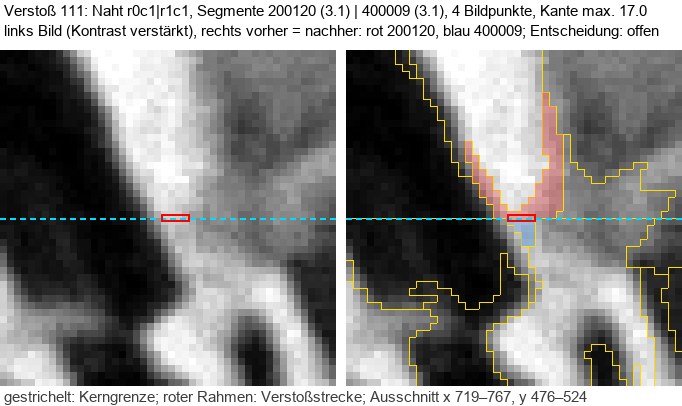 Verstoß 111: Naht r0c1|r1c1, Segmente 200120 (3.1) | 400009 (3.1), 4 Bildpunkte, Kante max. 17.0
links Bild (Kontrast verstärkt), rechts vorher = nachher: rot 200120, blau 400009; Entscheidung: offen
gestrichelt: Kerngrenze; roter Rahmen: Verstoßstrecke; Ausschnitt x 719–767, y 476–524